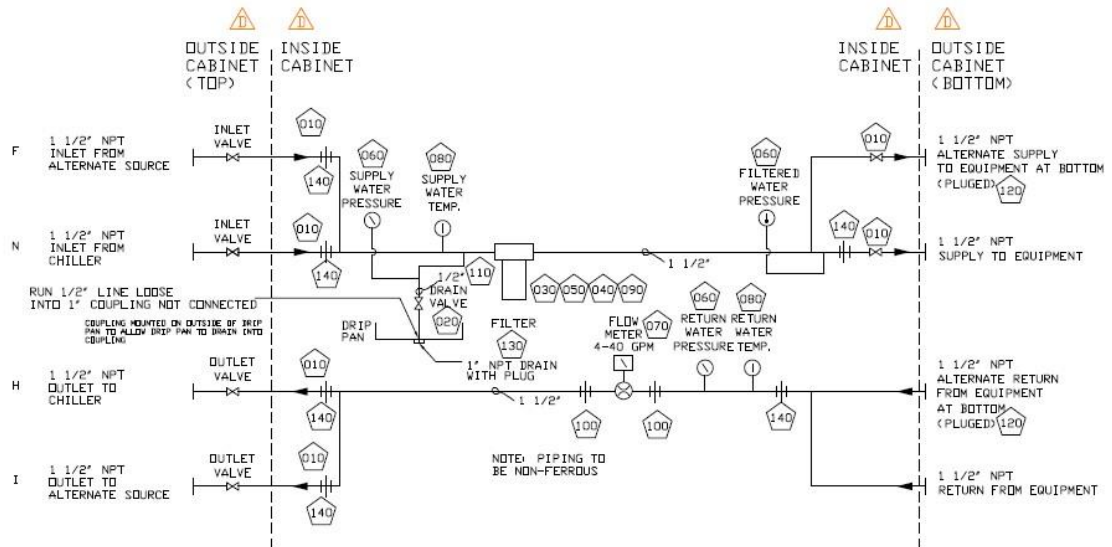 D
D
D
D
OUTSIDE
CABINET
(TOP)
INSIDE
CABINET
INSIDE
CABINET
OUTSIDE
CABINET
(BOTTOM)
F
1 1/2" NPT
INLET FROM
ALTERNATE SOURCE
INLET
VALVE
010
140
060
SUPPLY
WATER
PRESSURE
080
SUPPLY
WATER
TEMP.
060
FILTERED
WATER
PRESSURE
010
1 1/2" NPT
ALTERNATE SUPPLY
TO EQUIPMENT AT BOTTOM
(PLUGED)
120
N
1 1/2" NPT
INLET FROM
CHILLER
INLET
VALVE
010
140
140
010
1 1/2" NPT
SUPPLY TO EQUIPMENT
1 1/2"
110
030
050
040
090
RUN 1/2" LINE LOOSE
INTO 1" COUPLING NOT CONNECTED
COUPLING MOUNTED ON OUTSIDE OF DRIP
PAN TO ALLOW DRIP PAN TO DRAIN INTO
COUPLING
1/2"
DRAIN
VALVE
020
DRIP
PAN
FILTER
130
1" NPT DRAIN
WITH PLUG
FLOW
METER
4-40 GPM
070
060
RETURN
WATER
PRESSURE
080
RETURN
WATER
TEMP.
H
1 1/2" NPT
OUTLET TO
CHILLER
OUTLET
VALVE
010
140
1 1/2"
100
100
140
1 1/2" NPT
ALTERNATE RETURN
FROM EQUIPMENT
AT BOTTOM
(PLUGED)
120
NOTE: PIPING TO
BE NON-FERROUS
I
1 1/2" NPT
OUTLET TO
ALTERNATE SOURCE
OUTLET
VALVE
010
140
1 1/2" NPT
RETURN FROM EQUIPMENT